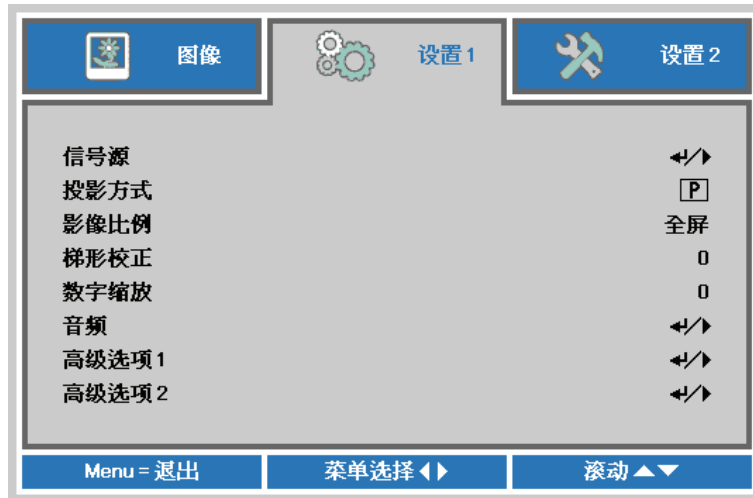 图像 设置1 设置2
信号源
投影方式 P
影像比例 全屏
梯形校正 0
数字缩放 0
音频
高级选项1
高级选项2
Menu = 退出 菜单选择 滚动